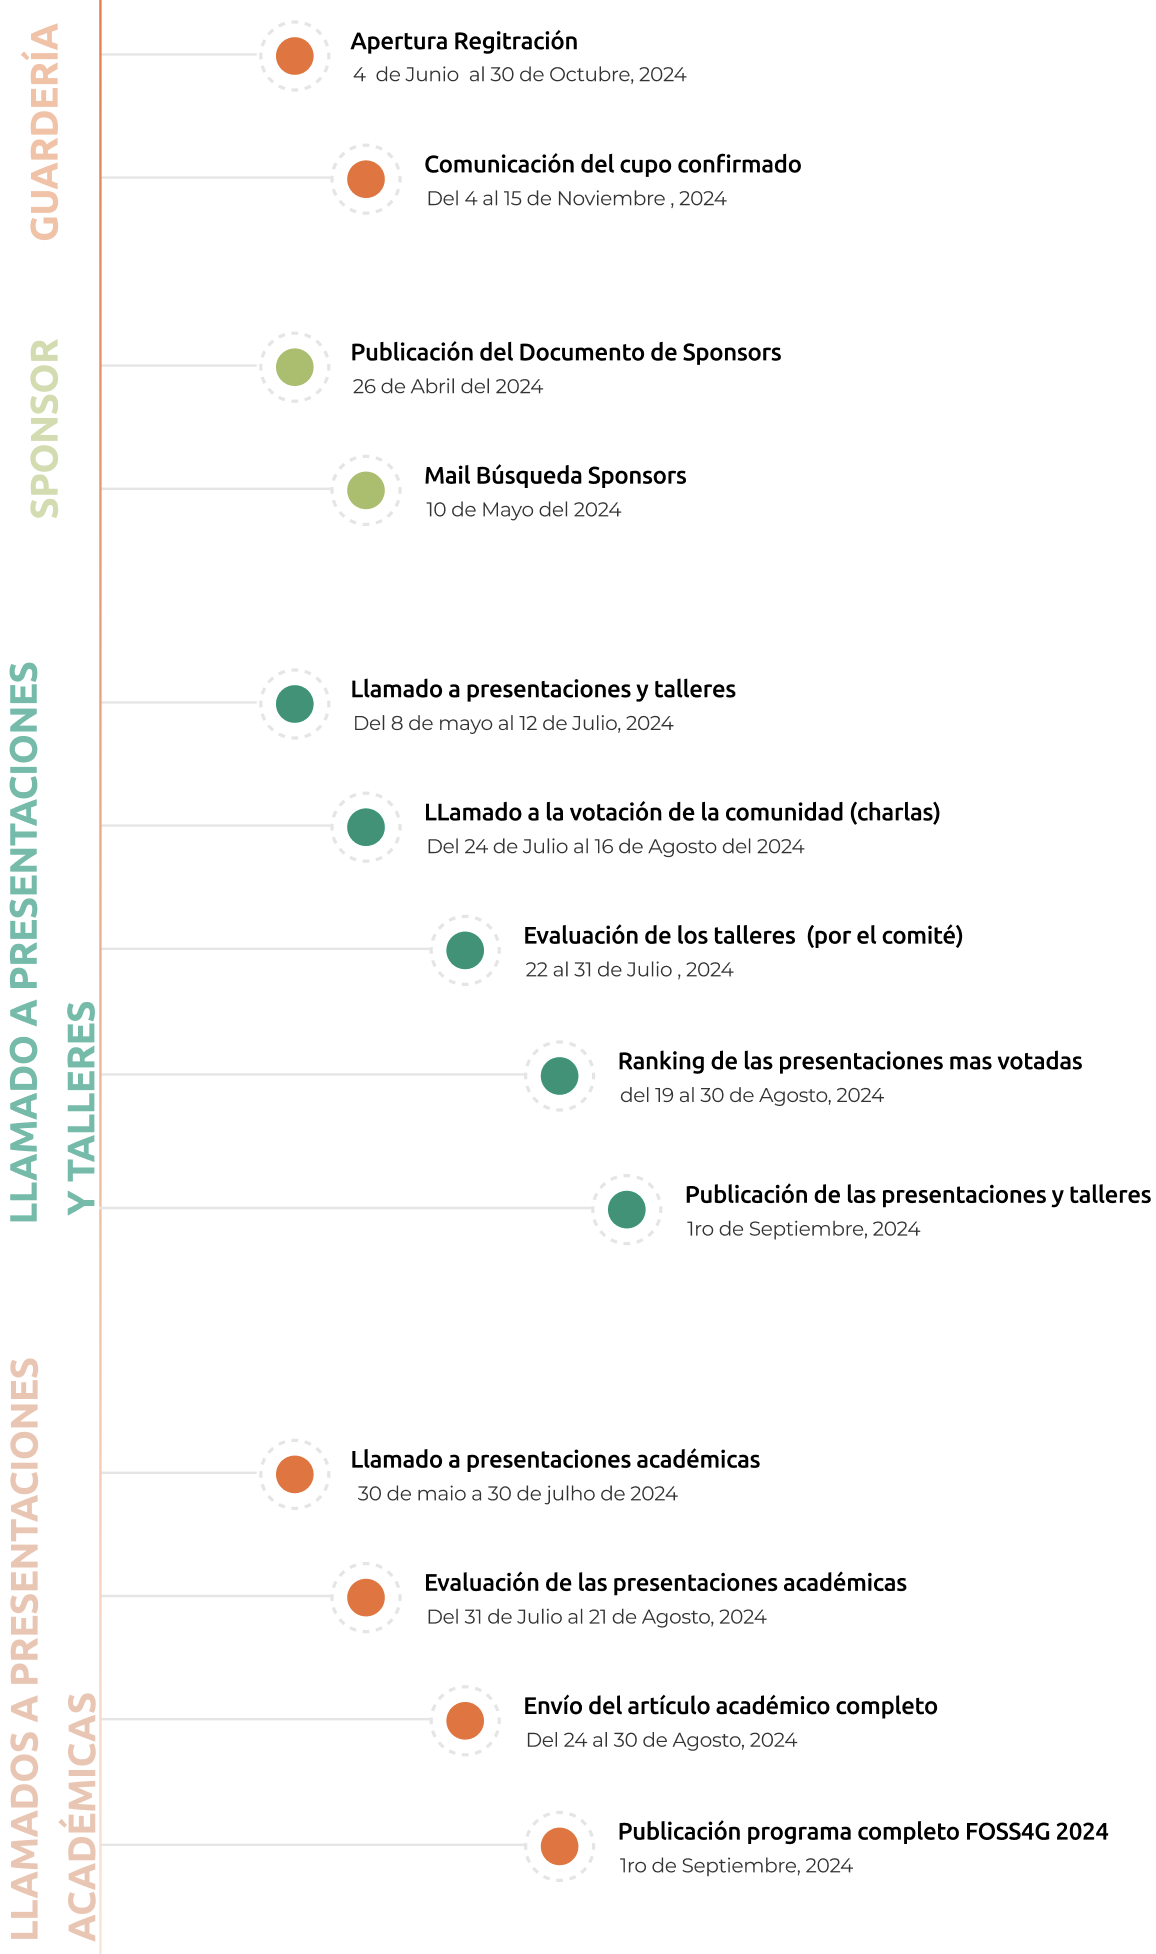 GUARDERÍA
Apertura Regitración
4 de Junio al 30 de Octubre, 2024
Comunicación del cupo confirmado
Del 4 al 15 de Noviembre , 2024
SPONSOR
Publicación del Documento de Sponsors
26 de Abril del 2024
Mail Búsqueda Sponsors
10 de Mayo del 2024
LLAMADO A PRESENTACIONES
Y TALLERES
Llamado a presentaciones y talleres
Del 8 de mayo al 12 de Julio, 2024
LLamado a la votación de la comunidad (charlas)
Del 24 de Julio al 16 de Agosto del 2024
Evaluación de los talleres (por el comité)
22 al 31 de Julio , 2024
Ranking de las presentaciones mas votadas
del 19 al 30 de Agosto, 2024
Publicación de las presentaciones y talleres
1ro de Septiembre, 2024
LLAMADOS A PRESENTACIONES
ACADÉMICAS
Llamado a presentaciones académicas
30 de maio a 30 de julho de 2024
Evaluación de las presentaciones académicas
Del 31 de Julio al 21 de Agosto, 2024
Envío del artículo académico completo
Del 24 al 30 de Agosto, 2024
Publicación programa completo FOSS4G 2024
1ro de Septiembre, 2024